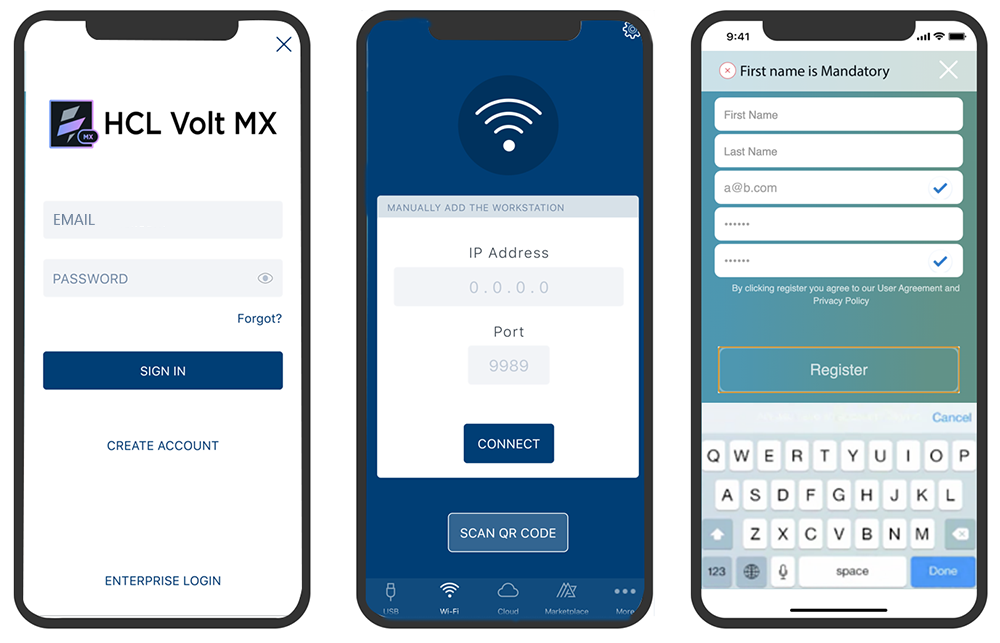 MX
HCL Volt MX
EMAIL
PASSWORD
Forgot?
SIGN IN
CREATE ACCOUNT
ENTERPRISE LOGIN
MANUALLY ADD THE WORKSTATION
IP Address
0.0.0.0
Port
9989
CONNECT
SCAN QR CODE
USB
Wi-Fi
Cloud
Marketplace
More
9:41
First name is Mandatory
First Name
Last Name
a@b.com
••••••
••••••
By clicking register you agree to our User Agreement and
Privacy Policy
Register
Cancel
Q W E R T Y U I O P
A S D F G H J K L
Z X C V B N M
123 space Done